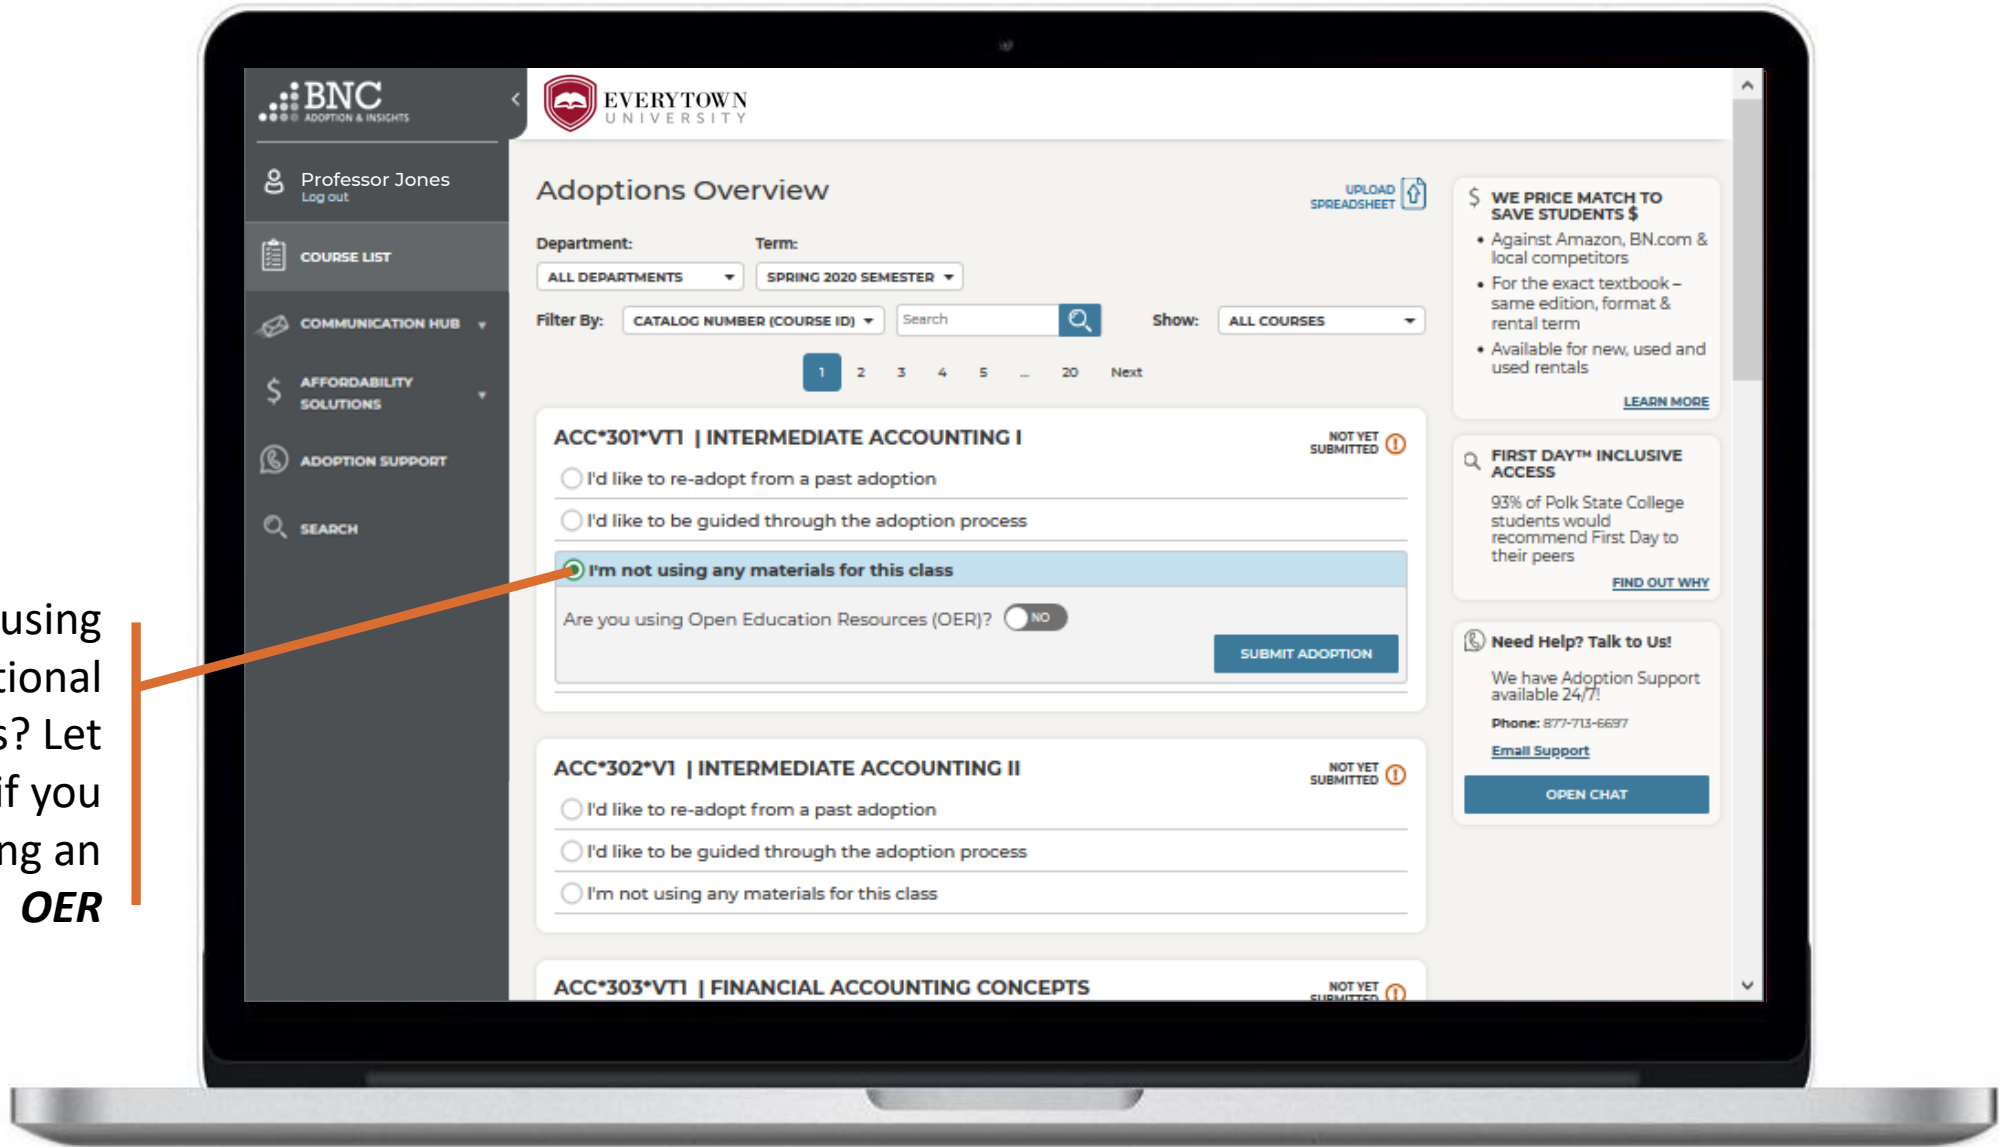 BNC
ADOPTION & INSIGHTS
Professor Jones
Log out
COURSE LIST
COMMUNICATION HUB
AFFORDABILITY
SOLUTIONS
ADOPTION SUPPORT
SEARCH
EVERYTOWN
UNIVERSITY
Adoptions Overview
UPLOAD
SPREADSHEET
Department: Term:
ALL DEPARTMENTS SPRING 2020 SEMESTER
Filter By: CATALOG NUMBER (COURSE ID) Search Show: ALL COURSES
1 2 3 4 5 ... 20 Next
ACC*301*VT1 | INTERMEDIATE ACCOUNTING I
NOT YET
SUBMITTED
I'd like to re-adopt from a past adoption
I'd like to be guided through the adoption process
I'm not using any materials for this class
Are you using Open Education Resources (OER)? NO
SUBMIT ADOPTION
ACC*302*V1 | INTERMEDIATE ACCOUNTING II
NOT YET
SUBMITTED
I'd like to re-adopt from a past adoption
I'd like to be guided through the adoption process
I'm not using any materials for this class
ACC*303*VT1 | FINANCIAL ACCOUNTING CONCEPTS
NOT YET
SUBMITTED
$ WE PRICE MATCH TO
SAVE STUDENTS $
• Against Amazon, BN.com &
local competitors
• For the exact textbook –
same edition, format &
rental term
• Available for new, used and
used rentals
LEARN MORE
FIRST DAY™ INCLUSIVE
ACCESS
93% of Polk State College
students would
recommend First Day to
their peers
FIND OUT WHY
Need Help? Talk to Us!
We have Adoption Support
available 24/7!
Phone: 877-713-6697
Email Support
OPEN CHAT
using
tional
s? Let
if you
ng an
OER